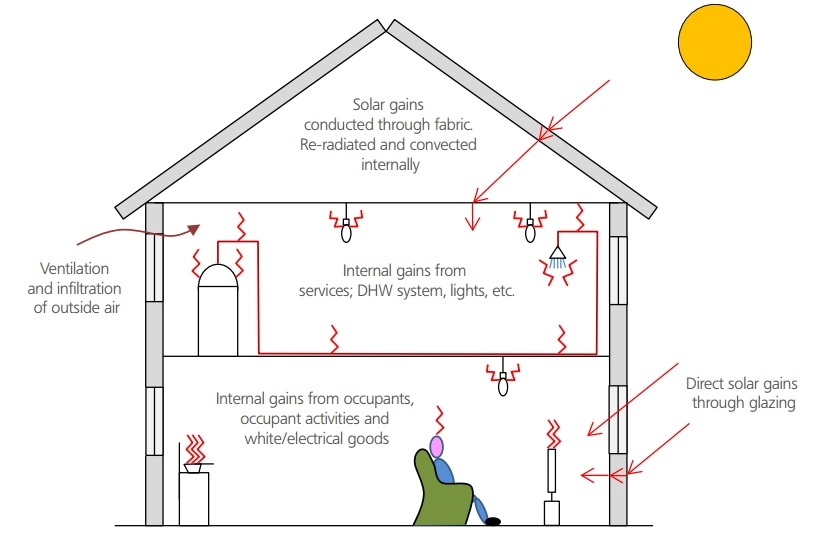 Solar gains
conducted through fabric.
Re-radiated and convected
internally
Ventilation
and infiltration
of outside air
Internal gains from
services; DHW system, lights, etc.
Internal gains from occupants,
occupant activities and
white/electrical goods
Direct solar gains
through glazing